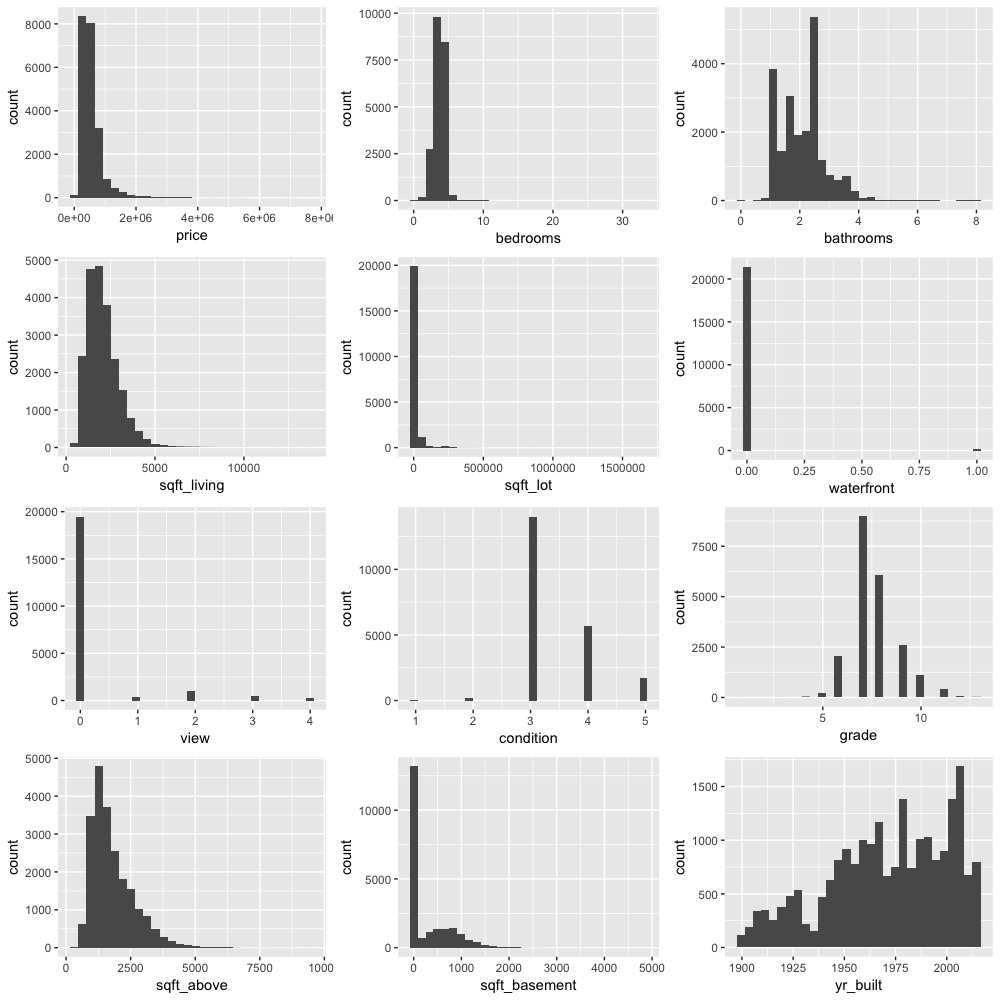 8000
6000
4000
2000
0
count
0e+00 2e+06 4e+06 6e+06 8e+0
price
10000
7500
5000
2500
0
count
0 10 20 30
bedrooms
4000
2000
0
count
0 2 4 6 8
bathrooms
5000
4000
3000
2000
1000
0
count
0 5000 10000
sqft_living
20000
15000
10000
5000
0
count
0 500000 1000000 1500000
sqft_lot
20000
15000
10000
5000
0
count
0.00 0.25 0.50 0.75 1.00
waterfront
20000
15000
10000
5000
0
count
0 1 2 3 4
view
10000
5000
0
count
1 2 3 4 5
condition
7500
5000
2500
0
count
5 10
grade
5000
4000
3000
2000
1000
0
count
0 2500 5000 7500 1000
sqft_above
10000
5000
0
count
0 1000 2000 3000 4000 5000
sqft_basement
1500
1000
500
0
count
1900 1925 1950 1975 2000
yr_built